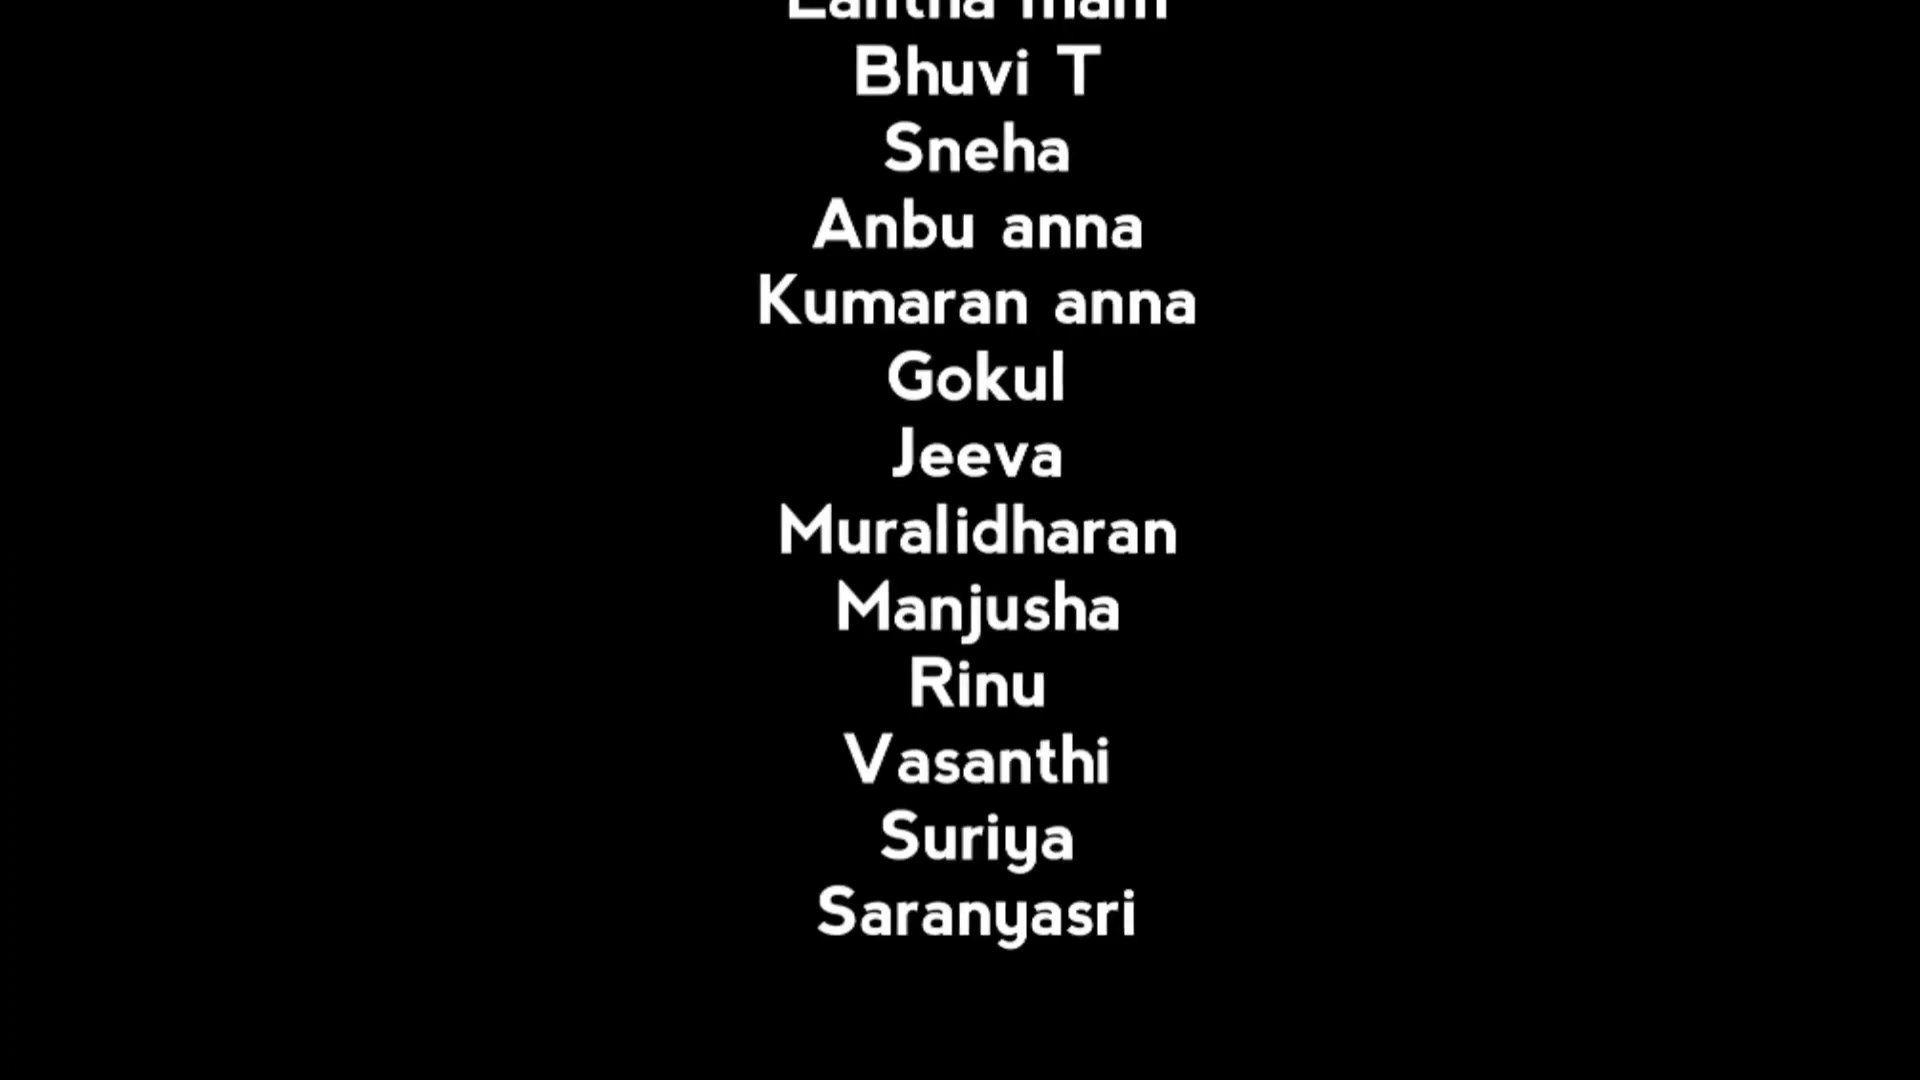 Bhuvi T
Sneha
Anbu anna
Kumaran anna
Gokul
Jeeva
Muralidharan
Manjusha
Rinu
Vasanthi
Suriya
Saranyasri